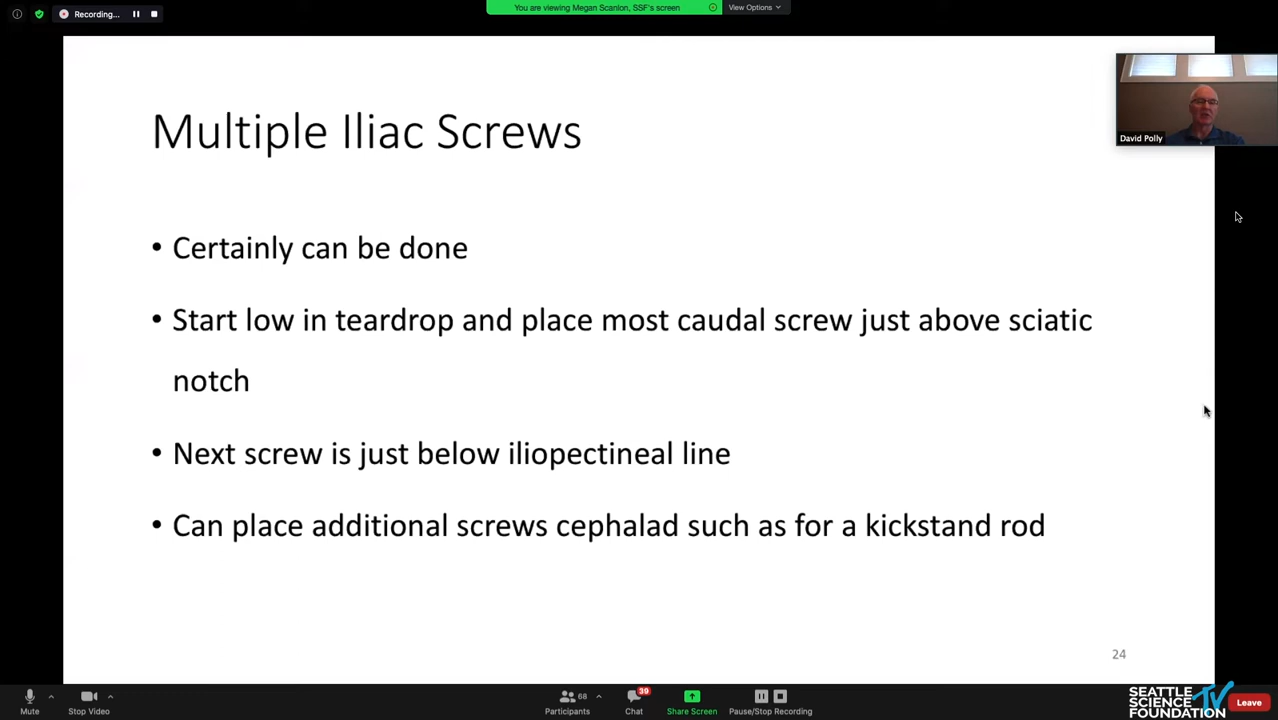 Recording...
You are viewing Megan Scanlon, SSF's screen
View Options
David Polly
Multiple Iliac Screws
• Certainly can be done
• Start low in teardrop and place most caudal screw just above sciatic
notch
• Next screw is just below iliopectineal line
• Can place additional screws cephalad such as for a kickstand rod
24
Mute
Stop Video
68
Participants
39
Chat
Share Screen
Pause/Stop Recording
SEATTLE
SCIENCE
FOUNDATION
TV
Leave